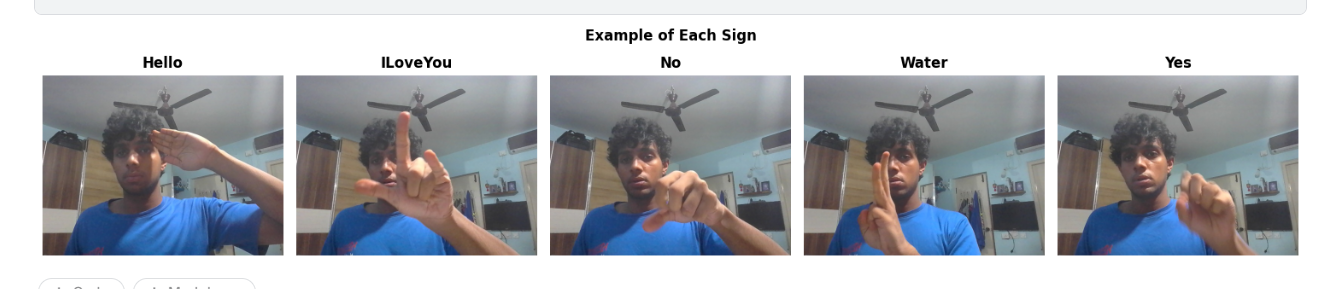 Example of Each Sign
Hello ILoveYou No Water Yes